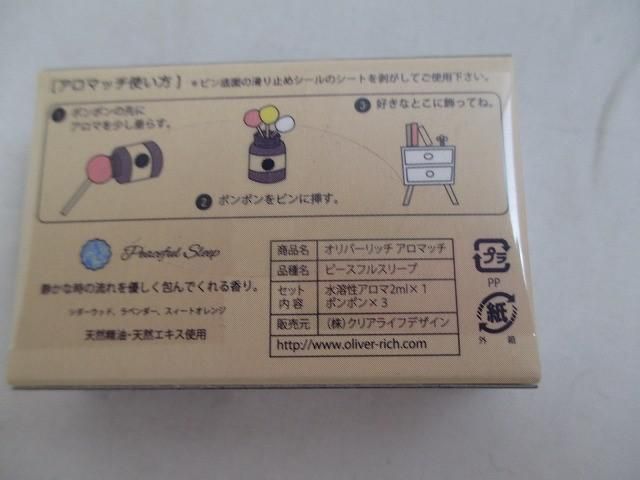 [アロマッチ使い方] *ビン底面の滑り止めシールのシートを剥がしてご使用下さい。
1 ポンポンの先に
アロマを少し垂らす。
3 好きなとこに飾ってね。
2 ポンポンをビンに挿す。
Peaceful Sleep
静かな時の流れを優しく包んでくれる香り。
シダーウッド、ラベンダー、スィートオレンジ
天然精油・天然エキス使用
商品名 オリバーリッチ アロマッチ
品種名 ピースフルスリープ
セット内容 水溶性アロマ2ml×1
ポンポン×3
販売元 (株)クリアライフデザイン
http://www.oliver-rich.com
プラ
PP
紙
外 箱